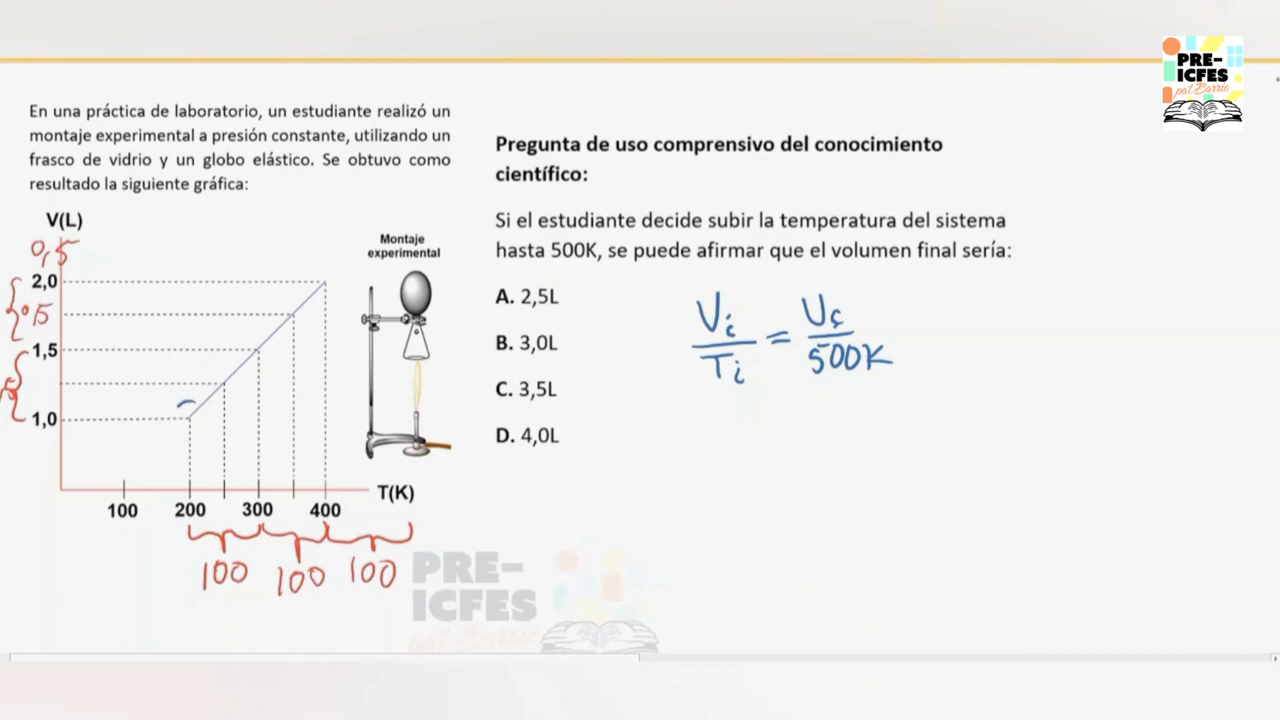 PRE-
ICFES
pal Barrio
En una práctica de laboratorio, un estudiante realizó un
montaje experimental a presión constante, utilizando un
frasco de vidrio y un globo elástico. Se obtuvo como
resultado la siguiente gráfica:
V(L)
0,5
2,0
0,5
1,5
1,0
100
200
300
400
T(K)
100
100
100
Montaje
experimental
Pregunta de uso comprensivo del conocimiento
científico:
Si el estudiante decide subir la temperatura del sistema
hasta 500K, se puede afirmar que el volumen final sería:
A. 2,5L
B. 3,0L
C. 3,5L
D. 4,0L
Vi = Vf
Ti 500K
PRE-
ICFES
pal Barrio